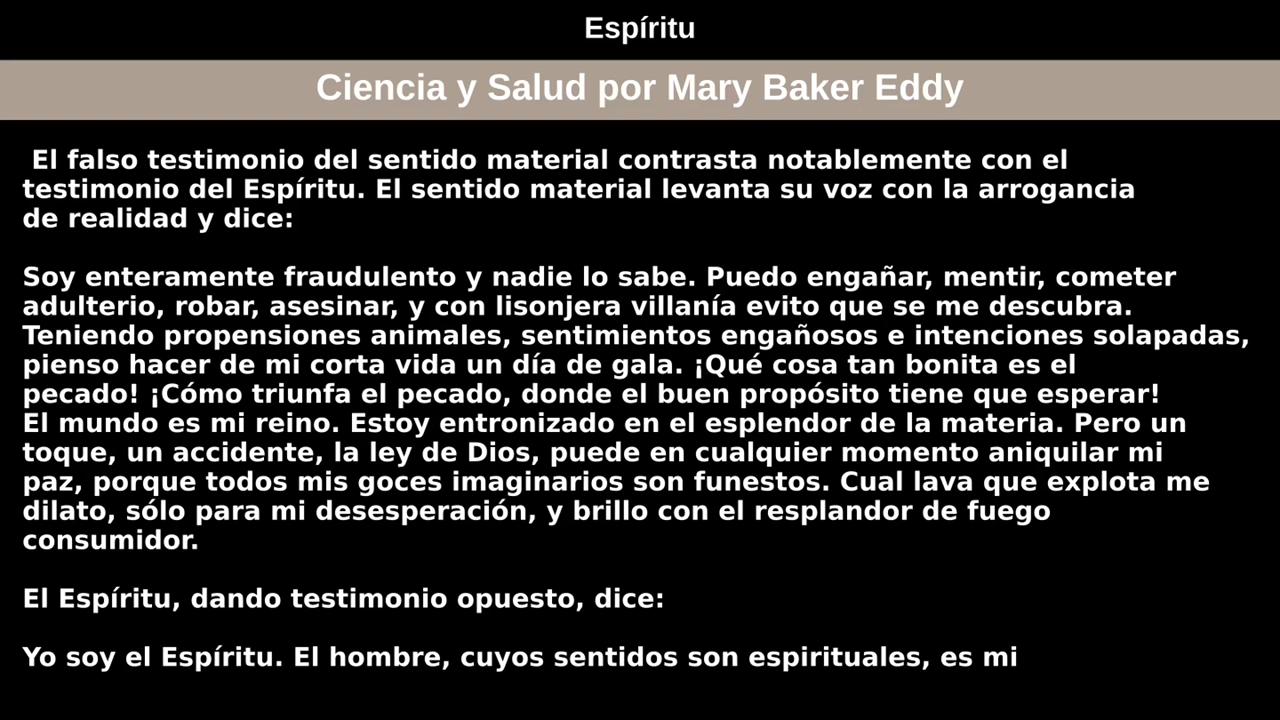 Espíritu
Ciencia y Salud por Mary Baker Eddy
El falso testimonio del sentido material contrasta notablemente con el
testimonio del Espíritu. El sentido material levanta su voz con la arrogancia
de realidad y dice:
Soy enteramente fraudulento y nadie lo sabe. Puedo engañar, mentir, cometer
adulterio, robar, asesinar, y con lisonjera villanía evito que se me descubra.
Teniendo propensiones animales, sentimientos engañosos e intenciones solapadas,
pienso hacer de mi corta vida un día de gala. ¡Qué cosa tan bonita es el
pecado! ¡Cómo triunfa el pecado, donde el buen propósito tiene que esperar!
El mundo es mi reino. Estoy entronizado en el esplendor de la materia. Pero un
toque, un accidente, la ley de Dios, puede en cualquier momento aniquilar mi
paz, porque todos mis goces imaginarios son funestos. Cual lava que explota me
dilato, sólo para mi desesperación, y brillo con el resplandor de fuego
consumidor.
El Espíritu, dando testimonio opuesto, dice:
Yo soy el Espíritu. El hombre, cuyos sentidos son espirituales, es mi